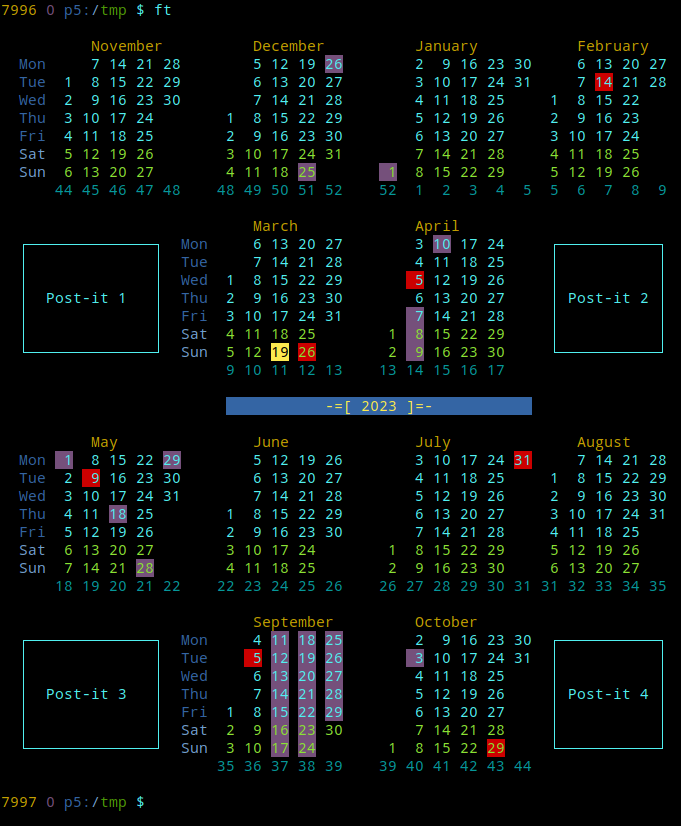 7996 0 p5:/tmp $ ft
November December January February
Mon 7 14 21 28 5 12 19 26 2 9 16 23 30 6 13 20 27
Tue 1 8 15 22 29 6 13 20 27 3 10 17 24 31 7 14 21 28
Wed 2 9 16 23 30 7 14 21 28 4 11 18 25 1 8 15 22
Thu 3 10 17 24 1 8 15 22 29 5 12 19 26 2 9 16 23
Fri 4 11 18 25 2 9 16 23 30 6 13 20 27 3 10 17 24
Sat 5 12 19 26 3 10 17 24 31 7 14 21 28 4 11 18 25
Sun 6 13 20 27 4 11 18 25 1 8 15 22 29 5 12 19 26
44 45 46 47 48 48 49 50 51 52 52 1 2 3 4 5 5 6 7 8 9
March April
Mon 6 13 20 27 3 10 17 24
Tue 7 14 21 28 4 11 18 25
Wed 1 8 15 22 29 5 12 19 26
Post-it 1 Thu 2 9 16 23 30 6 13 20 27 Post-it 2
Fri 3 10 17 24 31 7 14 21 28
Sat 4 11 18 25 1 8 15 22 29
Sun 5 12 19 26 2 9 16 23 30
9 10 11 12 13 13 14 15 16 17
-=[ 2023 ]=-
May June July August
Mon 1 8 15 22 29 5 12 19 26 3 10 17 24 31 7 14 21 28
Tue 2 9 16 23 30 6 13 20 27 4 11 18 25 1 8 15 22 29
Wed 3 10 17 24 31 7 14 21 28 5 12 19 26 2 9 16 23 30
Thu 4 11 18 25 1 8 15 22 29 6 13 20 27 3 10 17 24 31
Fri 5 12 19 26 2 9 16 23 30 7 14 21 28 4 11 18 25
Sat 6 13 20 27 3 10 17 24 1 8 15 22 29 5 12 19 26
Sun 7 14 21 28 4 11 18 25 2 9 16 23 30 6 13 20 27
18 19 20 21 22 22 23 24 25 26 26 27 28 29 30 31 31 32 33 34 35
September October
Mon 4 11 18 25 2 9 16 23 30
Tue 5 12 19 26 3 10 17 24 31
Wed 6 13 20 27 4 11 18 25
Post-it 3 Thu 7 14 21 28 5 12 19 26 Post-it 4
Fri 1 8 15 22 29 6 13 20 27
Sat 2 9 16 23 30 7 14 21 28
Sun 3 10 17 24 1 8 15 22 29
35 36 37 38 39 39 40 41 42 43 44
7997 0 p5:/tmp $